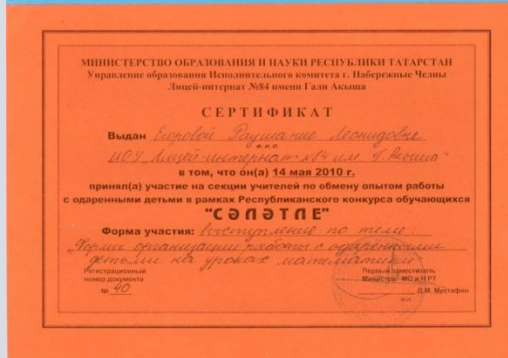 МИНИСТЕРСТВО ОБРАЗОВАНИЯ И НАУКИ РЕСПУБЛИКИ ТАТАРСТАН
Управление образования Исполнительного комитета г. Набережные Челны
Лицей-интернат №84 имени Гали Акыша
СЕРТИФИКАТ
Выдан Егоровой Раушание Леонидовне
Ф.И.О.
МОУ "Лицей-интернат №84 им. Г. Акыша"
в том, что он(а) 14 мая 2010 г.
принял(а) участие на секции учителей по обмену опытом работы
с одаренными детьми в рамках Республиканского конкурса обучающихся
"СӘЛӘТЛЕ"
Форма участия: выступление по теме:
"Формы организации работы с одаренными
детьми на уроках математики"
Регистрационный
номер документа
№ 40
Первый заместитель
Министра МО и Н РТ
Д.М. Мустафин